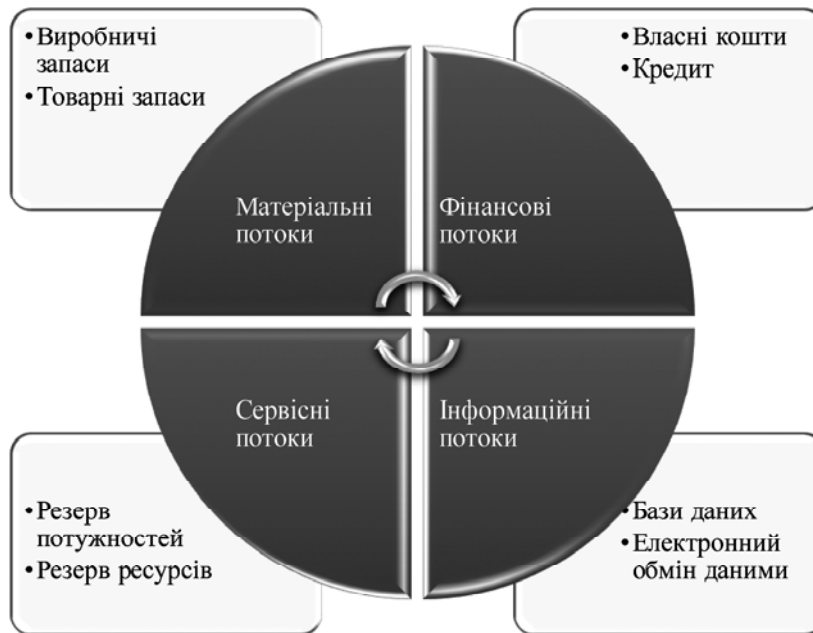 •Виробничі
запаси
•Товарні запаси
•Власні кошти
•Кредит
Матеріальні
потоки
Фінансові
потоки
Сервісні
потоки
Інформаційні
потоки
•Резерв
потужностей
•Резерв ресурсів
•Бази даних
•Електронний
обмін даними